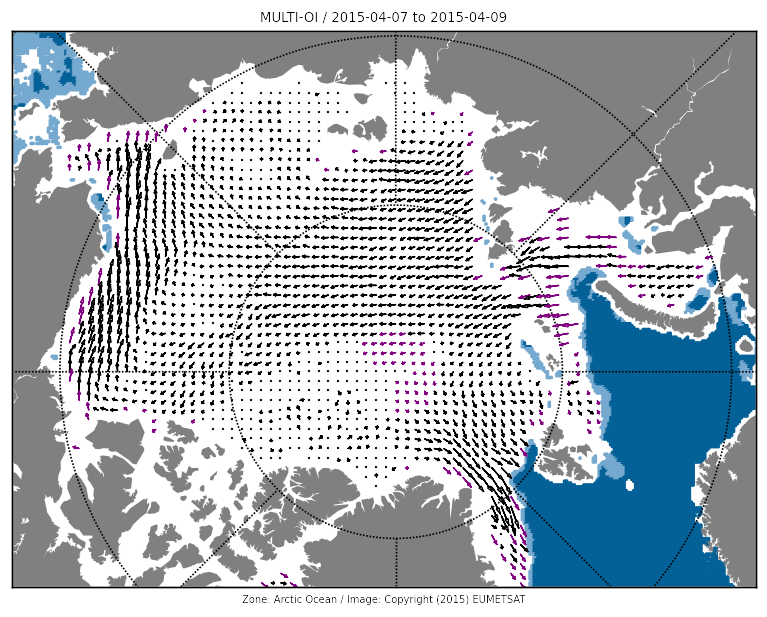 MULTI-OI / 2015-04-07 to 2015-04-09
Zone: Arctic Ocean / Image: Copyright (2015) EUMETSAT